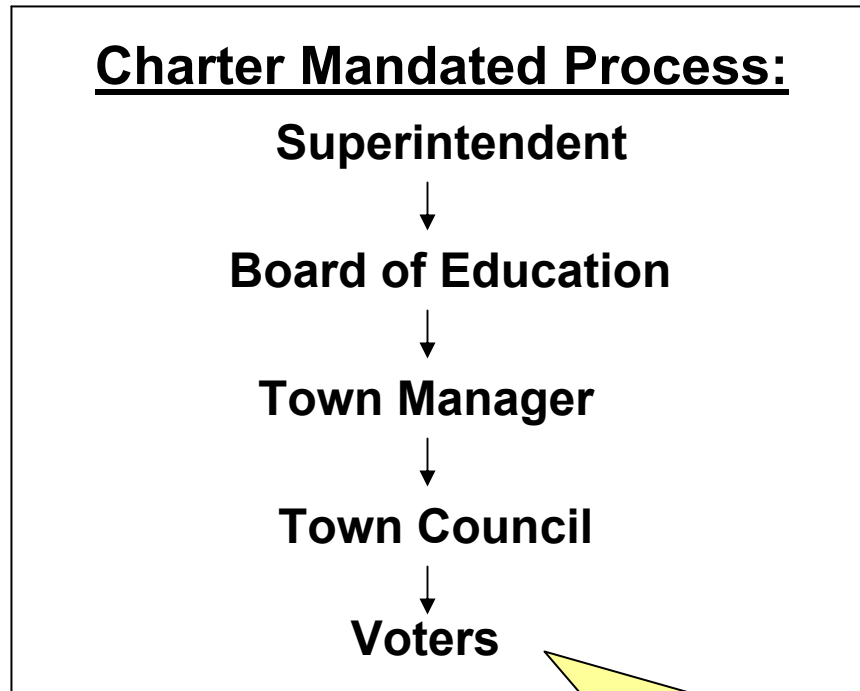 Charter Mandated Process:
Superintendent
Board of Education
Town Manager
Town Council
Voters